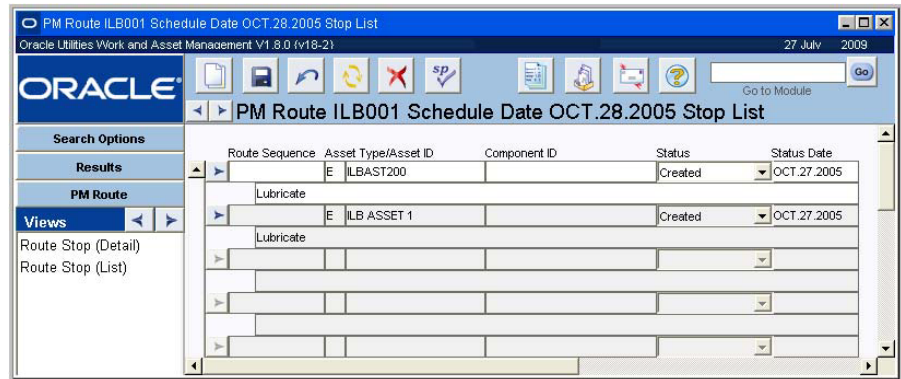 PM Route ILB001 Schedule Date OCT.28.2005 Stop List
Oracle Utilities Work and Asset Management V1.8.0 (v18-2) 27 July 2009
ORACLE
sp
Go
Go to Module
PM Route ILB001 Schedule Date OCT.28.2005 Stop List
Search Options
Results
PM Route
Views
Route Stop (Detail)
Route Stop (List)
Route Sequence Asset Type/Asset ID Component ID Status Status Date
E ILBAST200 Created OCT.27.2005
Lubricate
E ILB ASSET 1 Created OCT.27.2005
Lubricate